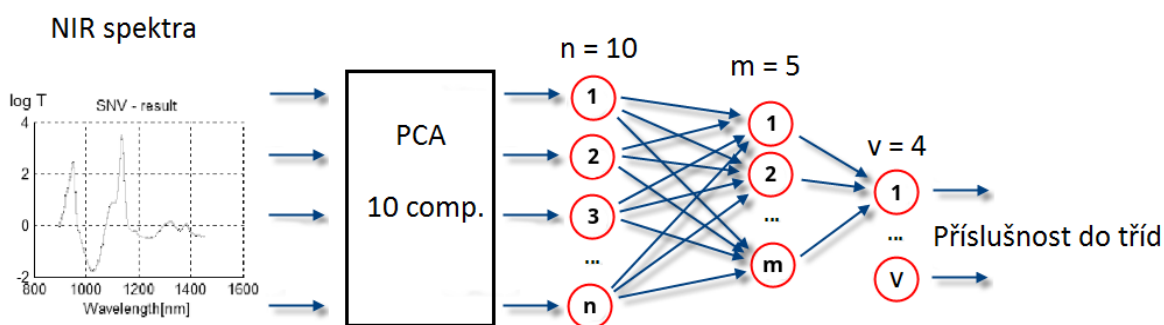 NIR spektra
log T
SNV - result
4
2
0
-2
800 1000 1200 1400 1600
Wavelength[nm]
PCA
10 comp.
n = 10
1
2
3
...
n
m = 5
1
2
...
m
v = 4
1
...
V
Příslušnost do tříd